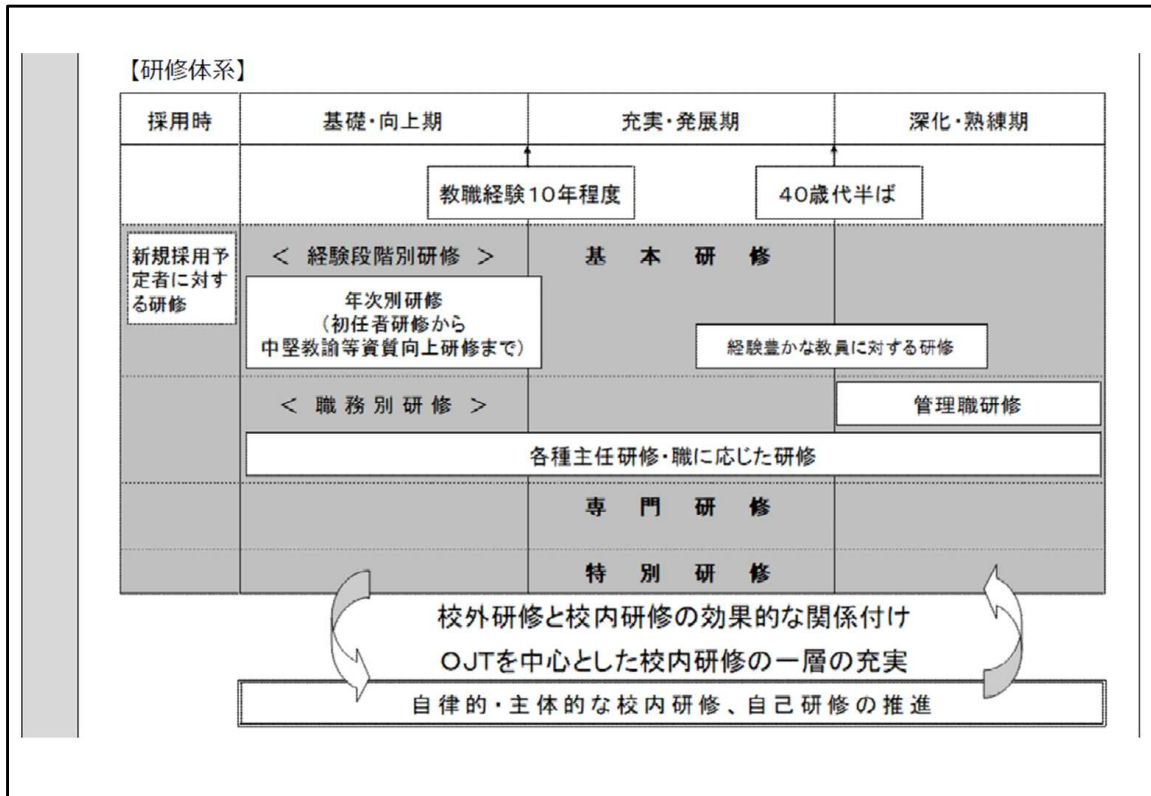 【研修体系】
採用時
基礎・向上期
充実・発展期
深化・熟練期
教職経験10年程度
40歳代半ば
新規採用予
定者に対す
る研修
＜ 経験段階別研修 ＞
基 本 研 修
年次別研修
(初任者研修から
中堅教諭等資質向上研修まで)
経験豊かな教員に対する研修
＜ 職務別研修 ＞
管理職研修
各種主任研修・職に応じた研修
専 門 研 修
特 別 研 修
校外研修と校内研修の効果的な関係付け
OJTを中心とした校内研修の一層の充実
自律的・主体的な校内研修、自己研修の推進